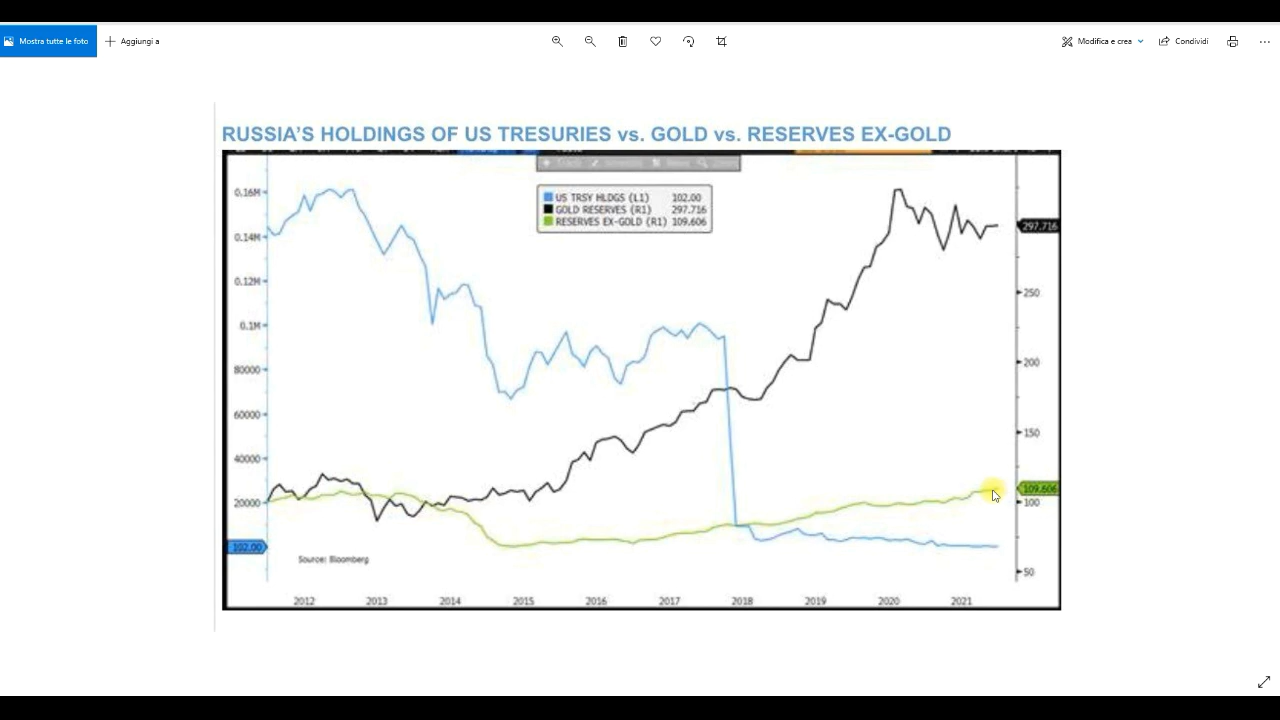 Mostra tutte le foto
Aggiungi a
Modifica e crea
Condividi
RUSSIA'S HOLDINGS OF US TRESURIES vs. GOLD vs. RESERVES EX-GOLD
US TRSY HLDGS (L1) 102.00
GOLD RESERVES (R1) 297.716
RESERVES EX-GOLD (R1) 109.606
0.16M
0.14M
0.12M
0.1M
80000
60000
40000
20000
102.00
297.716
250
200
150
109.606
100
50
Source: Bloomberg
2012 2013 2014 2015 2016 2017 2018 2019 2020 2021